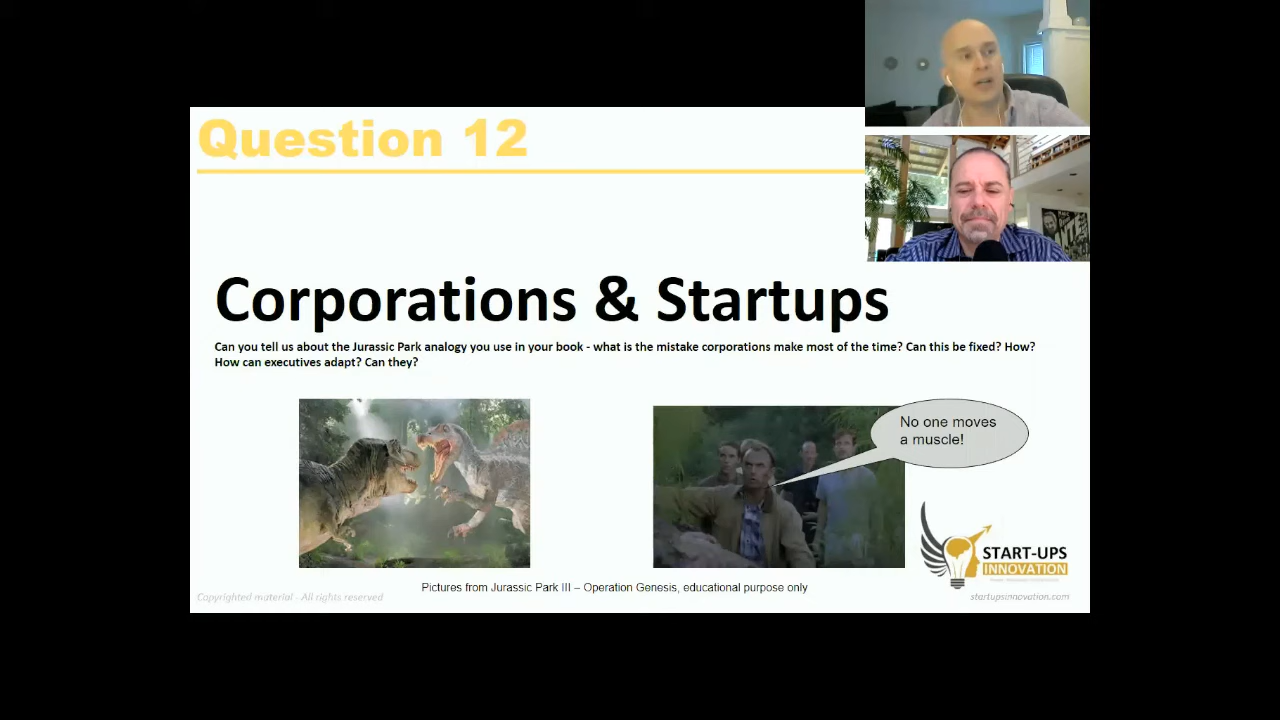 Question 12
Corporations & Startups
Can you tell us about the Jurassic Park analogy you use in your book - what is the mistake corporations make most of the time? Can this be fixed? How?
How can executives adapt? Can they?
No one moves
a muscle!
START-UPS
INNOVATION
Pictures from Jurassic Park III – Operation Genesis, educational purpose only
Copyrighted material - All rights reserved
startupsinnovation.com